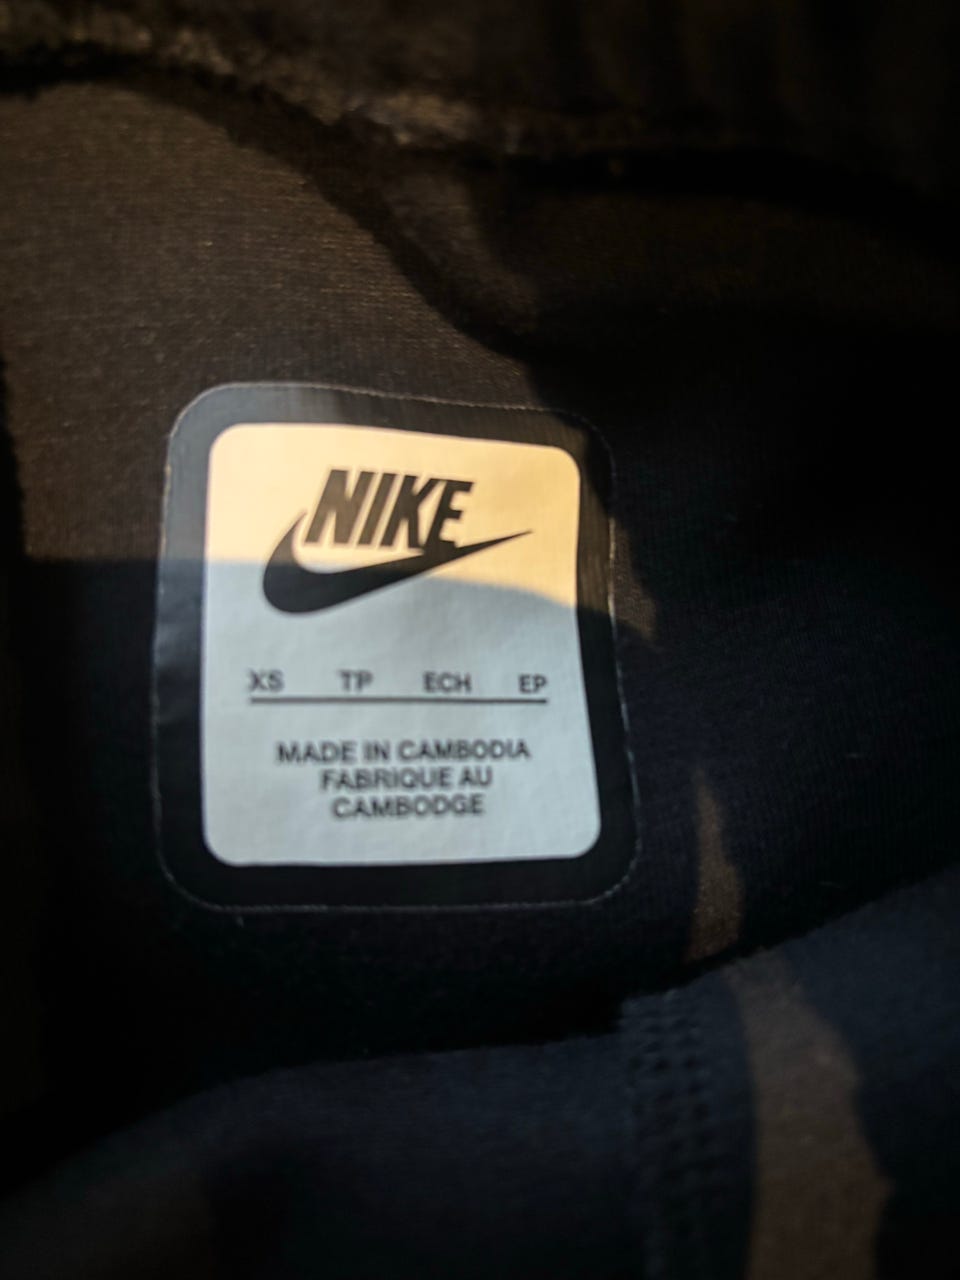 NIKE
XS TP ECH EP
MADE IN CAMBODIA
FABRIQUE AU
CAMBODGE